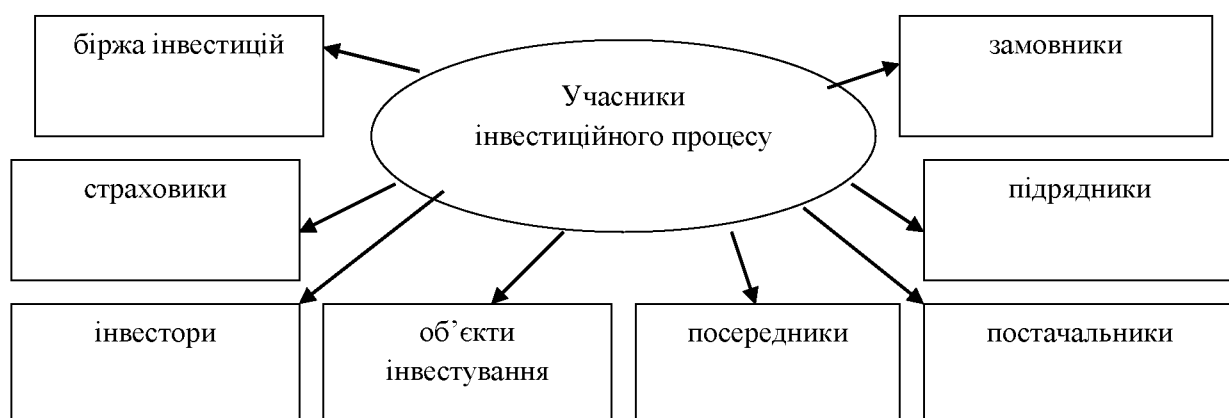 біржа інвестицій
Учасники
інвестиційного процесу
замовники
страховики
підрядники
інвестори
об’єкти
інвестування
посередники
постачальники